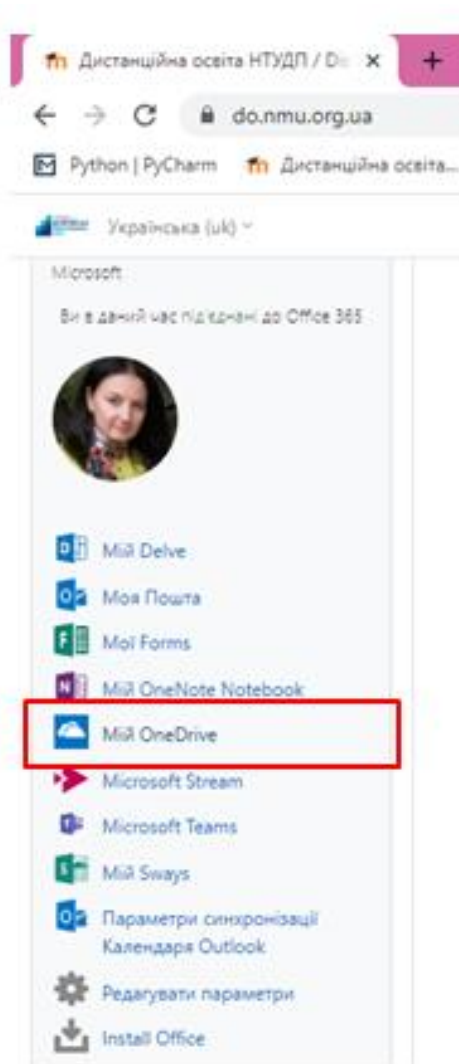 Дистанційна освіта НТУДП / Di
do.nmu.org.ua
Python | PyCharm Дистанційна освіта...
Українська (uk)
Microsoft
Ви в даний час під'єднані до Office 365
Мій Delve
Моя Пошта
Мої Forms
Мій OneNote Notebook
Мій OneDrive
Microsoft Stream
Microsoft Teams
Мій Sways
Параметри синхронізації
Календаря Outlook
Редагувати параметри
Install Office